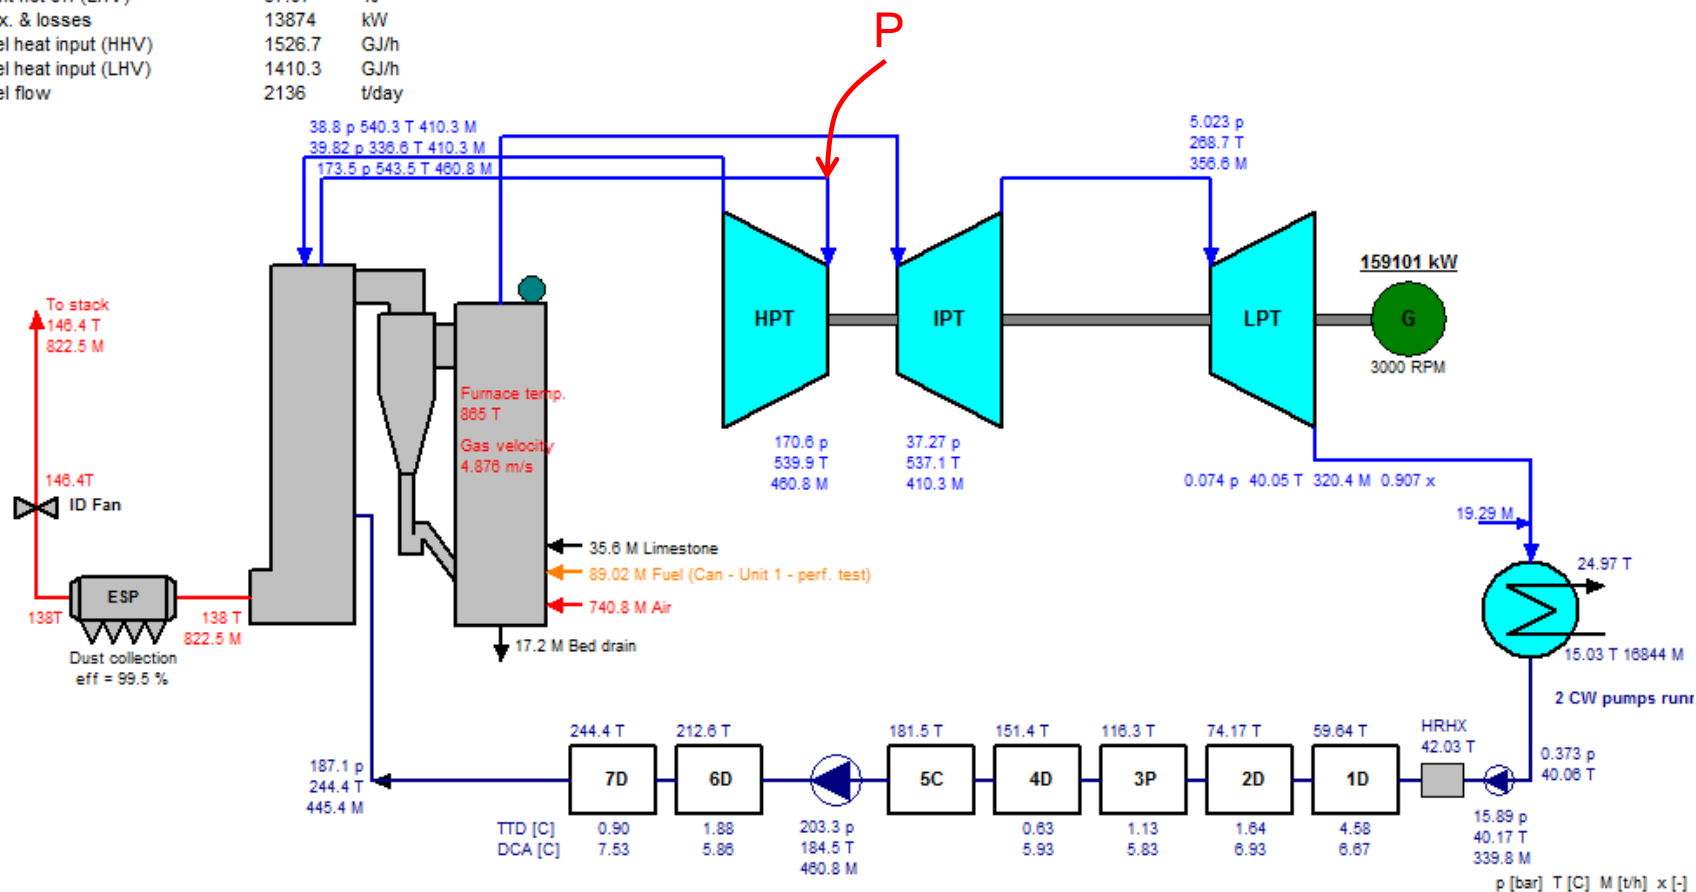 x. & losses 13874 kW
el heat input (HHV) 1526.7 GJ/h
el heat input (LHV) 1410.3 GJ/h
el flow 2136 t/day
P
38.8 p 540.3 T 410.3 M
39.82 p 336.6 T 410.3 M
173.5 p 543.5 T 460.8 M
5.023 p
268.7 T
356.6 M
159101 kW
To stack
146.4 T
822.5 M
HPT
IPT
LPT
G
3000 RPM
Furnace temp.
865 T
Gas velocity
4.876 m/s
170.6 p
539.9 T
460.8 M
37.27 p
537.1 T
410.3 M
0.074 p 40.05 T 320.4 M 0.907 x
146.4T
ID Fan
19.29 M
35.6 M Limestone
89.02 M Fuel (Can - Unit 1 - perf. test)
740.8 M Air
24.97 T
ESP
138T
138 T
822.5 M
17.2 M Bed drain
15.03 T 16844 M
Dust collection
eff = 99.5 %
2 CW pumps runn
244.4 T
212.6 T
181.5 T
151.4 T
116.3 T
74.17 T
59.64 T
HRHX
42.03 T
0.373 p
40.06 T
187.1 p
244.4 T
445.4 M
7D
6D
5C
4D
3P
2D
1D
TTD [C] 0.90 1.88 0.63 1.13 1.64 4.58
DCA [C] 7.53 5.86 5.93 5.83 6.93 6.67
203.3 p
184.5 T
460.8 M
15.89 p
40.17 T
339.8 M
p [bar] T [C] M [t/h] x [-]